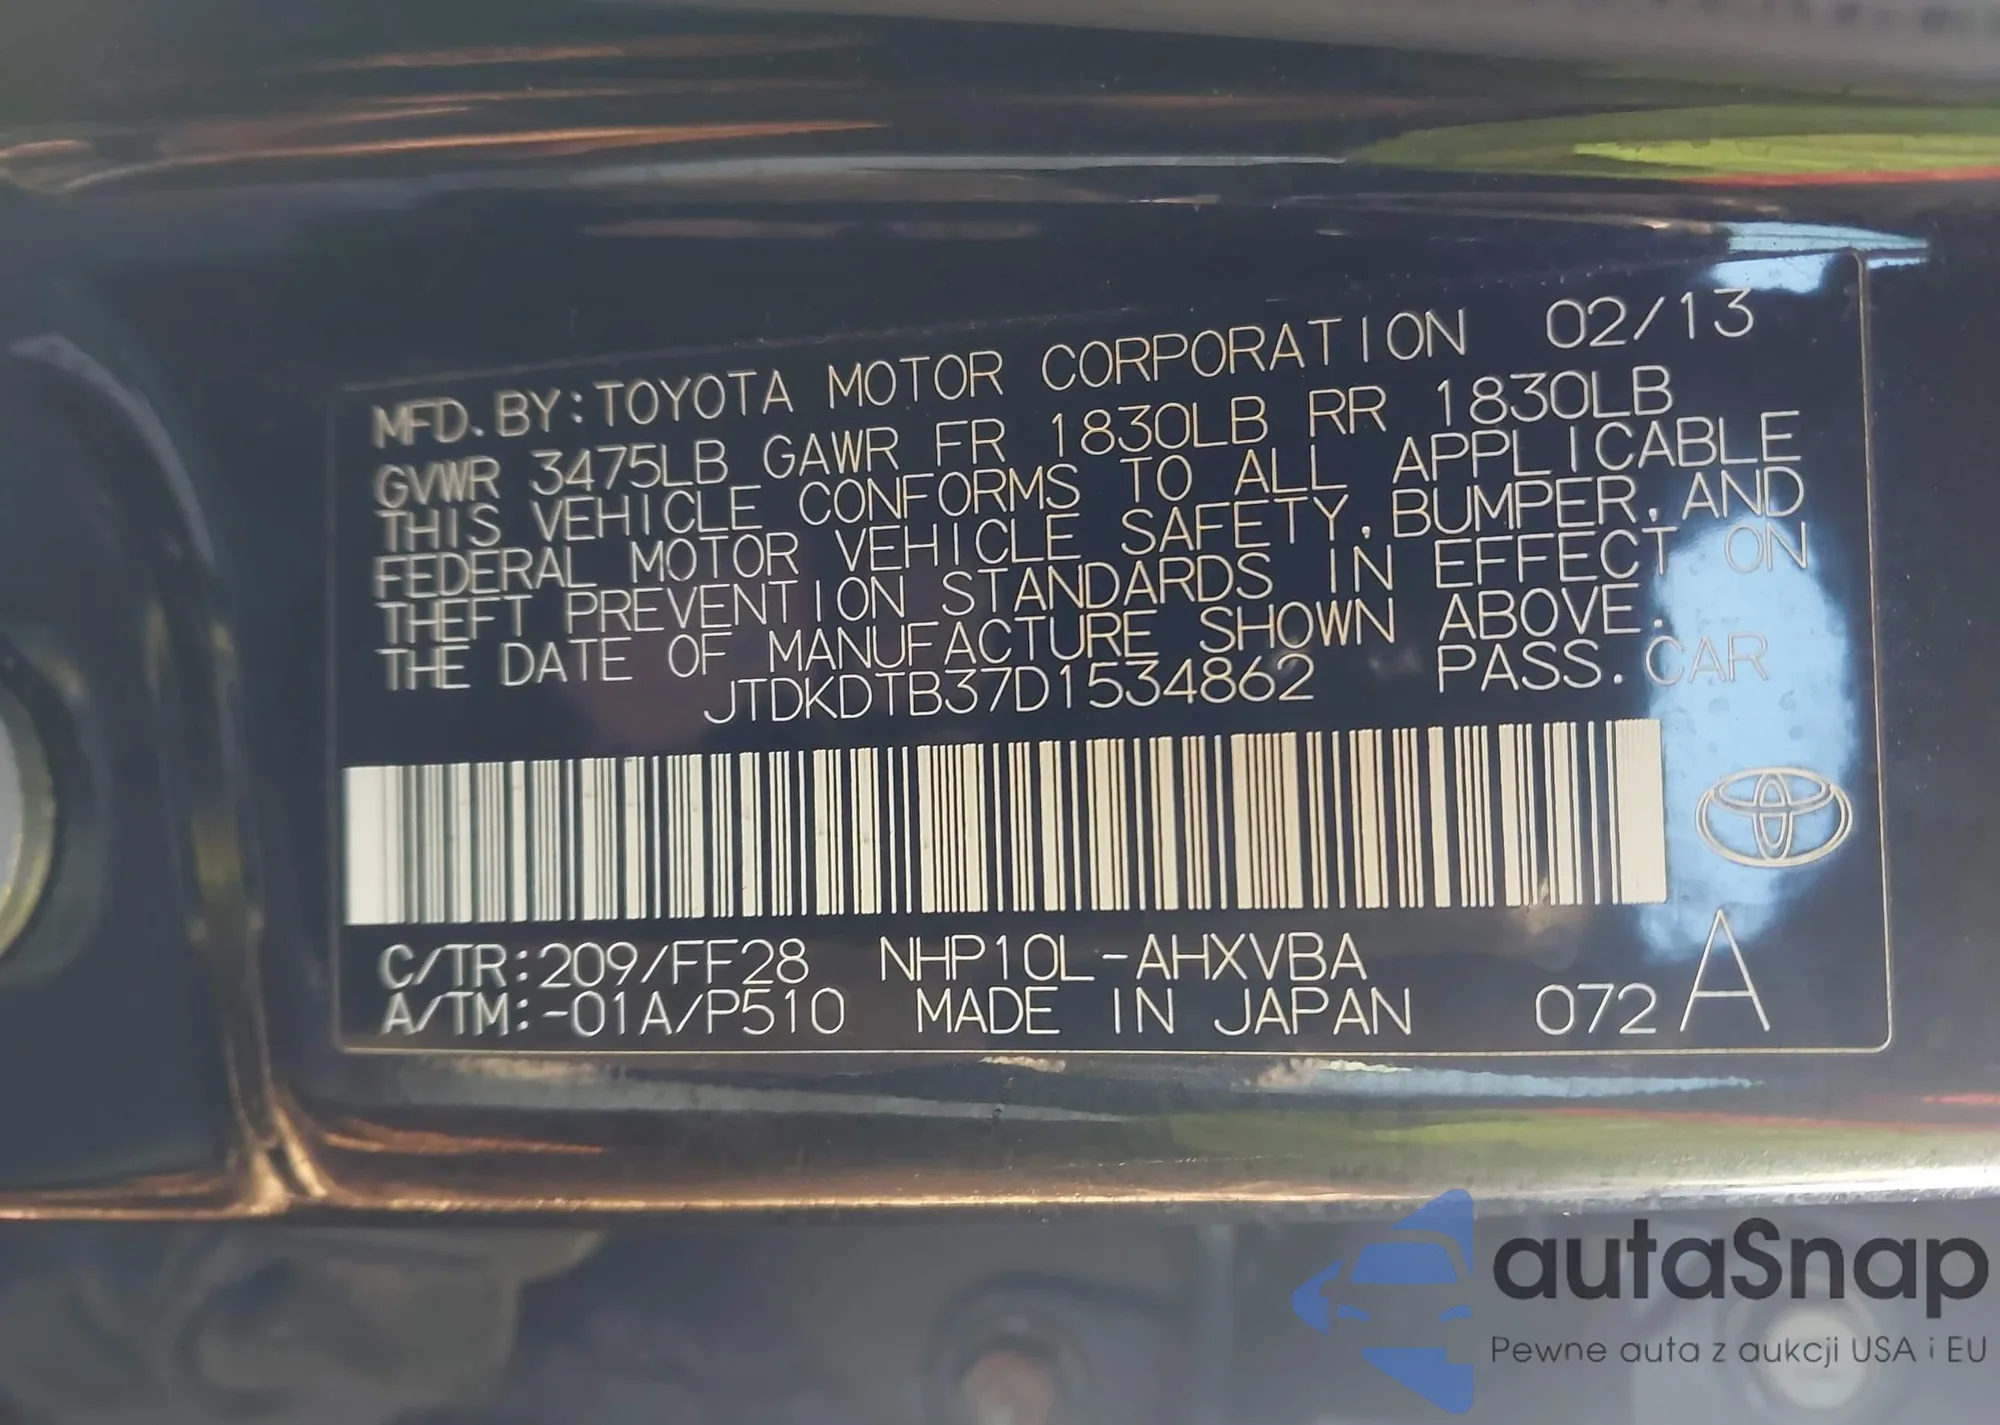 MFD. BY: TOYOTA MOTOR CORPORATION 02/13
GVWR 3475LB GAWR FR 1830LB RR 1830LB
THIS VEHICLE CONFORMS TO ALL APPLICABLE
FEDERAL MOTOR VEHICLE SAFETY, BUMPER, AND
THEFT PREVENTION STANDARDS IN EFFECT ON
THE DATE OF MANUFACTURE SHOWN ABOVE.
JTDKDTB37D1534862 PASS. CAR
C/TR: 209/FF28 NHP10L-AHXVBA
A/TM: -01A/P510 MADE IN JAPAN 072 A
autaSnap
Pewne auta z aukcji USA i EU